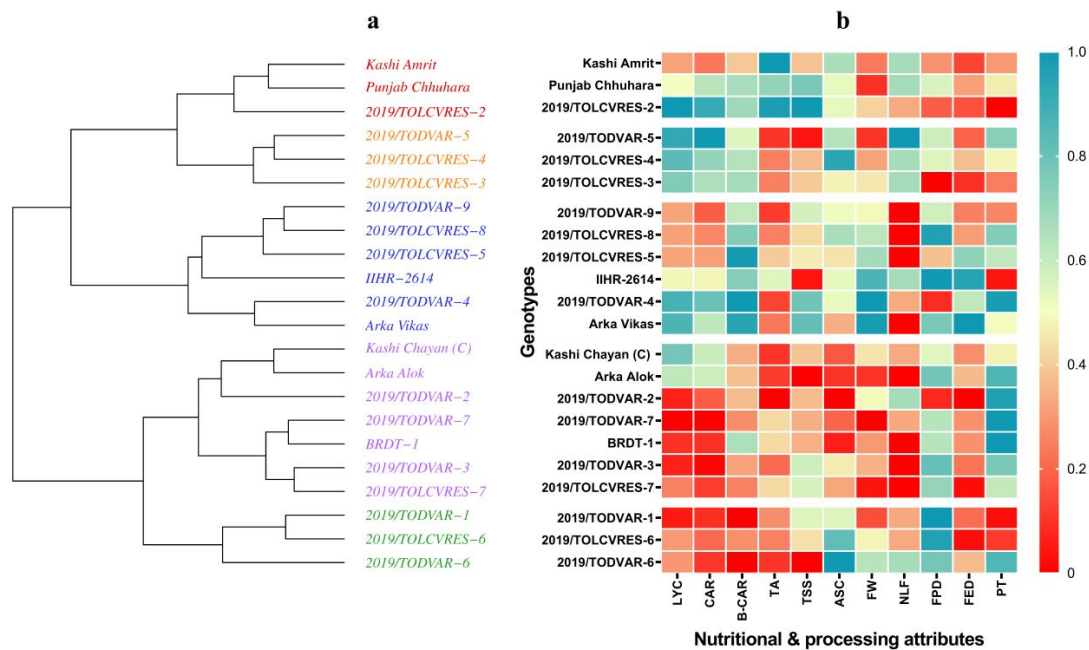 a
Kashi Amrit
Punjab Chhuhara
2019/TOLCVRES−2
2019/TODVAR−5
2019/TOLCVRES−4
2019/TOLCVRES−3
2019/TODVAR−9
2019/TOLCVRES−8
2019/TOLCVRES−5
IIHR−2614
2019/TODVAR−4
Arka Vikas
Kashi Chayan (C)
Arka Alok
2019/TODVAR−2
2019/TODVAR−7
BRDT−1
2019/TODVAR−3
2019/TOLCVRES−7
2019/TODVAR−1
2019/TOLCVRES−6
2019/TODVAR−6
b
Genotypes
Kashi Amrit
Punjab Chhuhara
2019/TOLCVRES-2
2019/TODVAR-5
2019/TOLCVRES-4
2019/TOLCVRES-3
2019/TODVAR-9
2019/TOLCVRES-8
2019/TOLCVRES-5
IIHR-2614
2019/TODVAR-4
Arka Vikas
Kashi Chayan (C)
Arka Alok
2019/TODVAR-2
2019/TODVAR-7
BRDT-1
2019/TODVAR-3
2019/TOLCVRES-7
2019/TODVAR-1
2019/TOLCVRES-6
2019/TODVAR-6
LYC
CAR
B-CAR
TA
TSS
ASC
FW
NLF
FPD
FED
PT
Nutritional & processing attributes
1.0
0.8
0.6
0.4
0.2
0